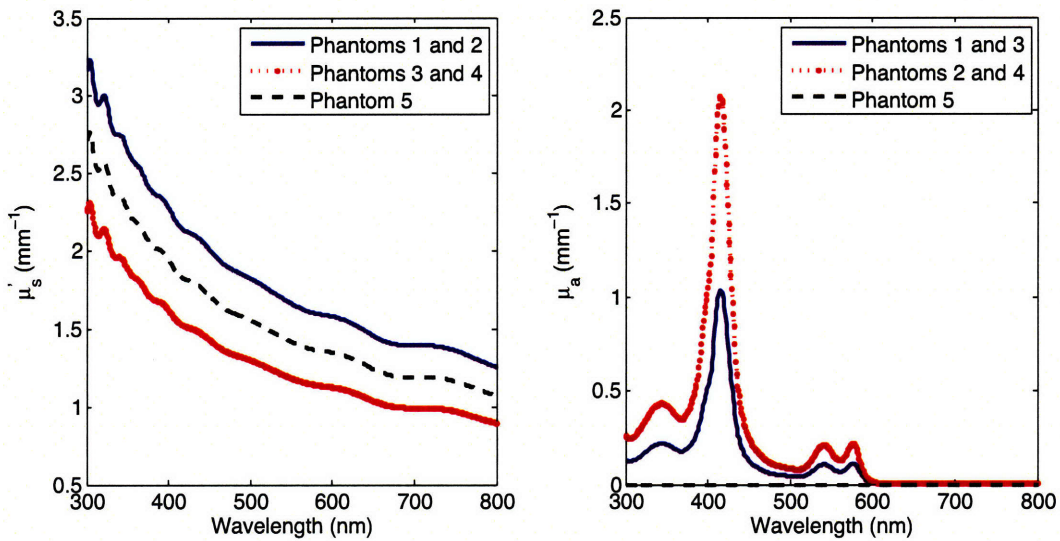 3.5
3
2.5
2
1.5
1
0.5
μs' (mm⁻¹)
Phantoms 1 and 2
Phantoms 3 and 4
Phantom 5
300 400 500 600 700 800
Wavelength (nm)
2.5
2
1.5
1
0.5
0
μa (mm⁻¹)
Phantoms 1 and 3
Phantoms 2 and 4
Phantom 5
300 400 500 600 700 800
Wavelength (nm)